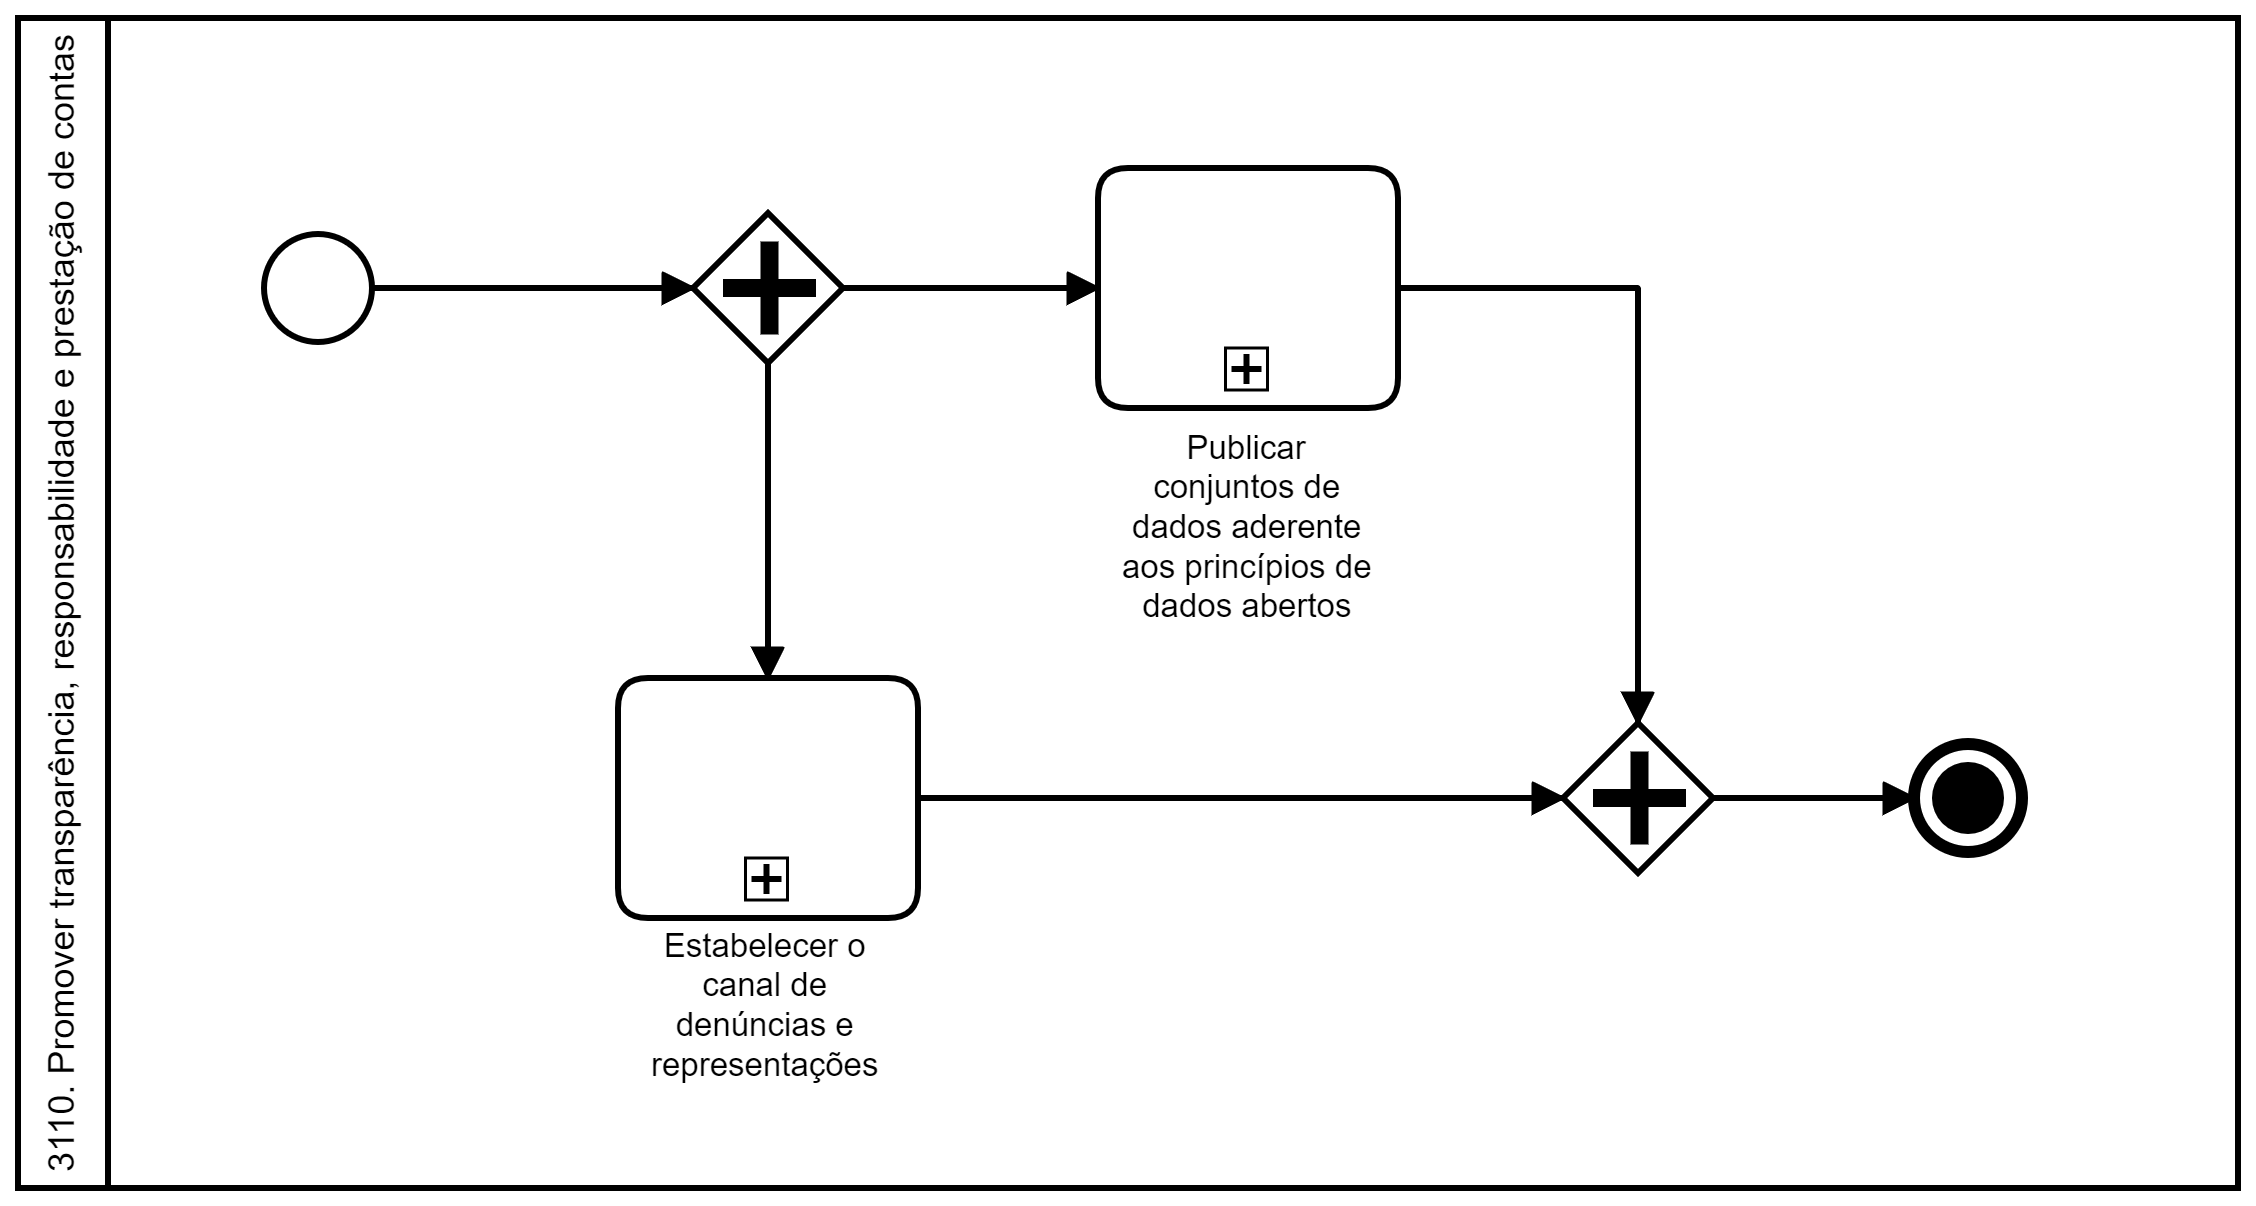 3110. Promover transparência, responsabilidade e prestação de contas
Publicar
conjuntos de
dados aderente
aos princípios de
dados abertos
Estabelecer o
canal de
denúncias e
representações